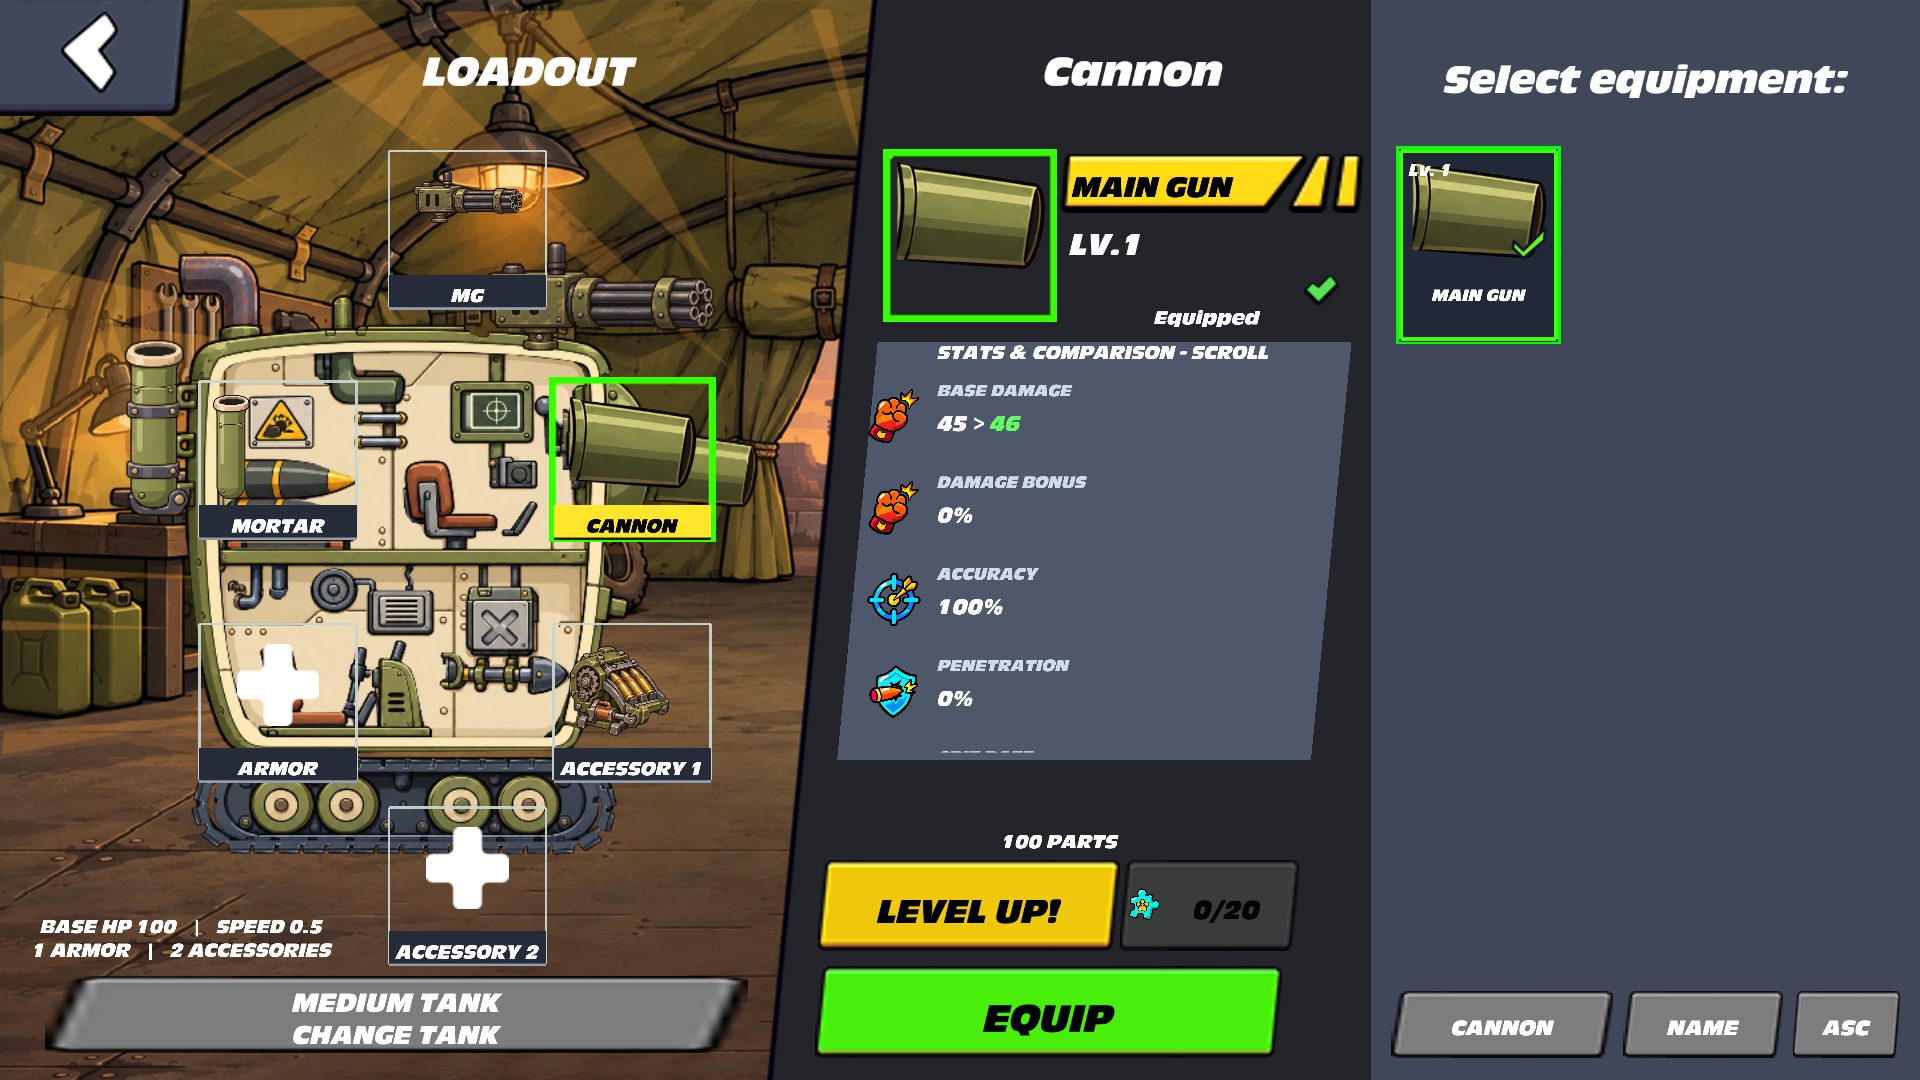 LOADOUT
MG
MORTAR
CANNON
ARMOR
ACCESSORY 1
ACCESSORY 2
BASE HP 100 | SPEED 0.5
1 ARMOR | 2 ACCESSORIES
MEDIUM TANK
CHANGE TANK
Cannon
MAIN GUN
LV.1
Equipped
STATS & COMPARISON - SCROLL
BASE DAMAGE
45 > 46
DAMAGE BONUS
0%
ACCURACY
100%
PENETRATION
0%
100 PARTS
LEVEL UP!
0/20
EQUIP
Select equipment:
Lv. 1
MAIN GUN
CANNON
NAME
ASC